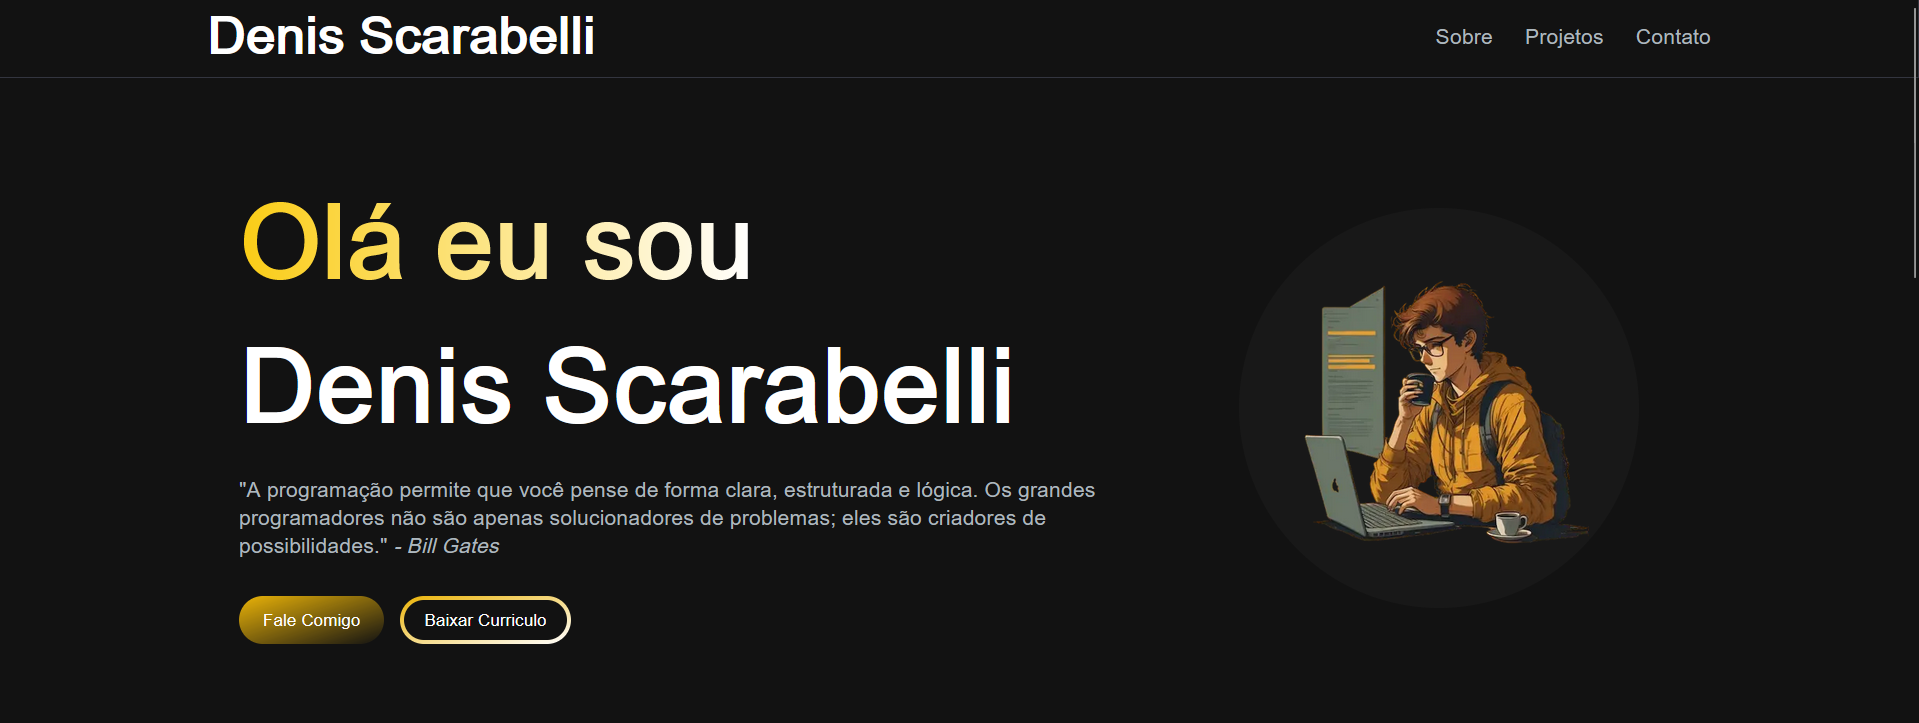 Denis Scarabelli
Sobre Projetos Contato
Olá eu sou
Denis Scarabelli
"A programação permite que você pense de forma clara, estruturada e lógica. Os grandes
programadores não são apenas solucionadores de problemas; eles são criadores de
possibilidades." - Bill Gates
Fale Comigo
Baixar Curriculo